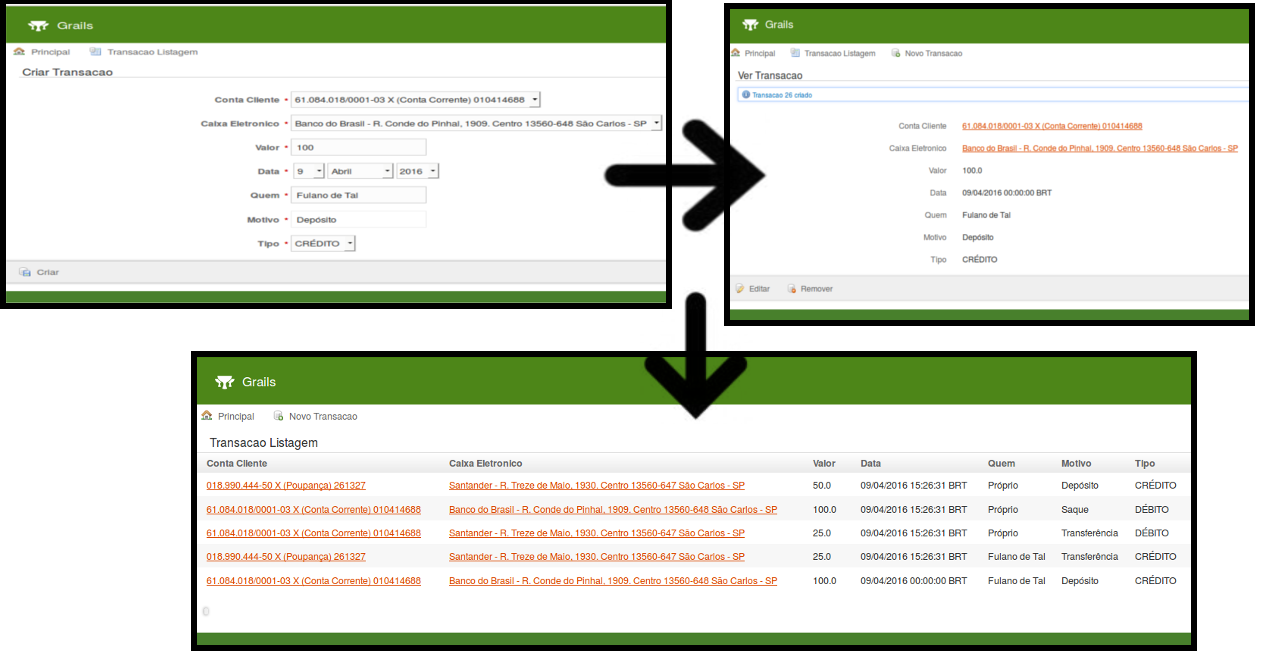 Grails
Principal Transacao Listagem
Criar Transacao
Conta Cliente * 61.084.018/0001-03 X (Conta Corrente) 010414688
Caixa Eletronico * Banco do Brasil - R. Conde do Pinhal, 1909. Centro 13560-648 São Carlos - SP
Valor * 100
Data * 9 Abril 2016
Quem * Fulano de Tal
Motivo * Depósito
Tipo * CRÉDITO
Criar
Grails
Principal Transacao Listagem Novo Transacao
Ver Transacao
Transacao 26 criado
Conta Cliente 61.084.018/0001-03 X (Conta Corrente) 010414688
Caixa Eletronico Banco do Brasil - R. Conde do Pinhal, 1909. Centro 13560-648 São Carlos - SP
Valor 100.0
Data 09/04/2016 00:00:00 BRT
Quem Fulano de Tal
Motivo Depósito
Tipo CRÉDITO
Editar Remover
Grails
Principal Novo Transacao
Transacao Listagem
Conta Cliente Caixa Eletronico Valor Data Quem Motivo Tipo
018.990.444-50 X (Poupança) 261327 Santander - R. Treze de Maio, 1930. Centro 13560-647 São Carlos - SP 50.0 09/04/2016 15:26:31 BRT Próprio Depósito CRÉDITO
61.084.018/0001-03 X (Conta Corrente) 010414688 Banco do Brasil - R. Conde do Pinhal, 1909. Centro 13560-648 São Carlos - SP 100.0 09/04/2016 15:26:31 BRT Próprio Saque DÉBITO
61.084.018/0001-03 X (Conta Corrente) 010414688 Santander - R. Treze de Maio, 1930. Centro 13560-647 São Carlos - SP 25.0 09/04/2016 15:26:31 BRT Próprio Transferência DÉBITO
018.990.444-50 X (Poupança) 261327 Santander - R. Treze de Maio, 1930. Centro 13560-647 São Carlos - SP 25.0 09/04/2016 15:26:31 BRT Fulano de Tal Transferência CRÉDITO
61.084.018/0001-03 X (Conta Corrente) 010414688 Banco do Brasil - R. Conde do Pinhal, 1909. Centro 13560-648 São Carlos - SP 100.0 09/04/2016 00:00:00 BRT Fulano de Tal Depósito CRÉDITO